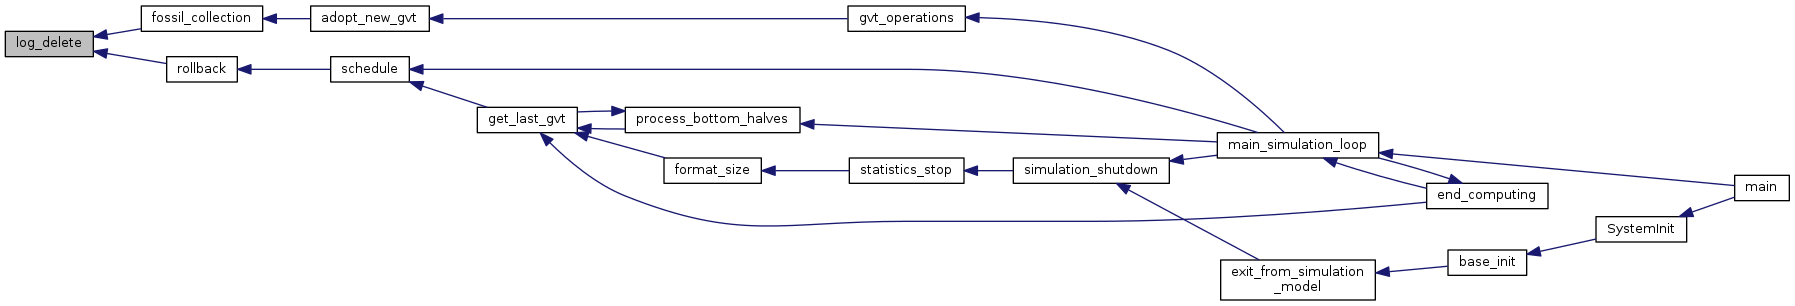 log_delete
fossil_collection
adopt_new_gvt
gvt_operations
rollback
schedule
get_last_gvt
process_bottom_halves
main_simulation_loop
format_size
statistics_stop
simulation_shutdown
end_computing
main
SystemInit
base_init
exit_from_simulation
_model